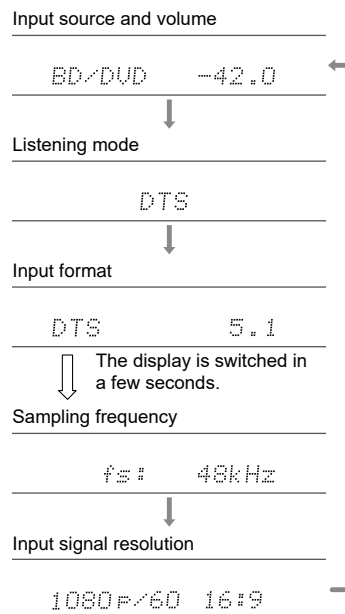 Input source and volume
BD/DVD -42.0
Listening mode
DTS
Input format
DTS 5.1
The display is switched in
a few seconds.
Sampling frequency
fs: 48kHz
Input signal resolution
1080p/60 16:9